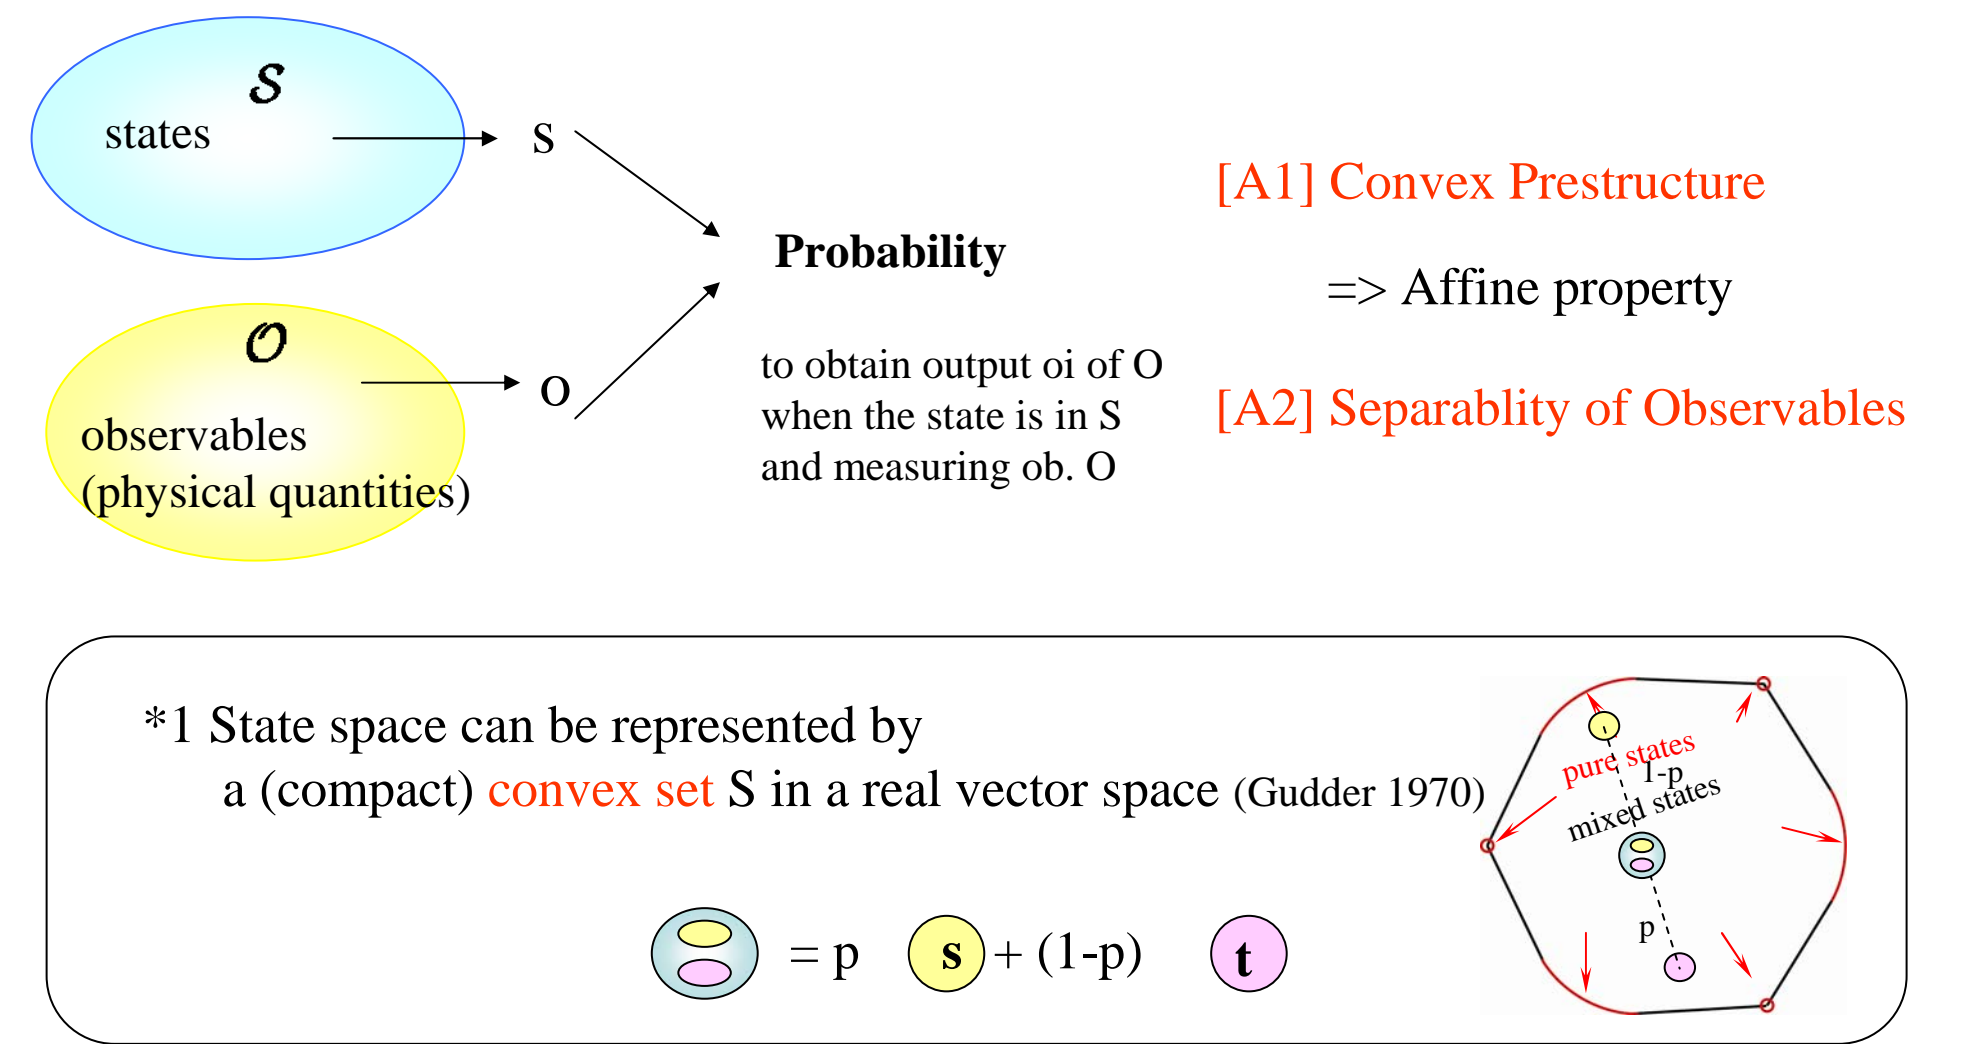 𝒮
states
s
𝒪
observables
(physical quantities)
o
Probability
to obtain output oi of O
when the state is in S
and measuring ob. O
[A1] Convex Prestructure
=> Affine property
[A2] Separablity of Observables
*1 State space can be represented by
a (compact) convex set S in a real vector space (Gudder 1970)
= p s + (1-p) t
pure states
1-p
mixed states
p